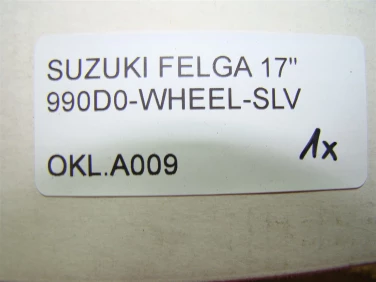 SUZUKI FELGA 17"
990D0-WHEEL-SLV
OKL.A009
1x